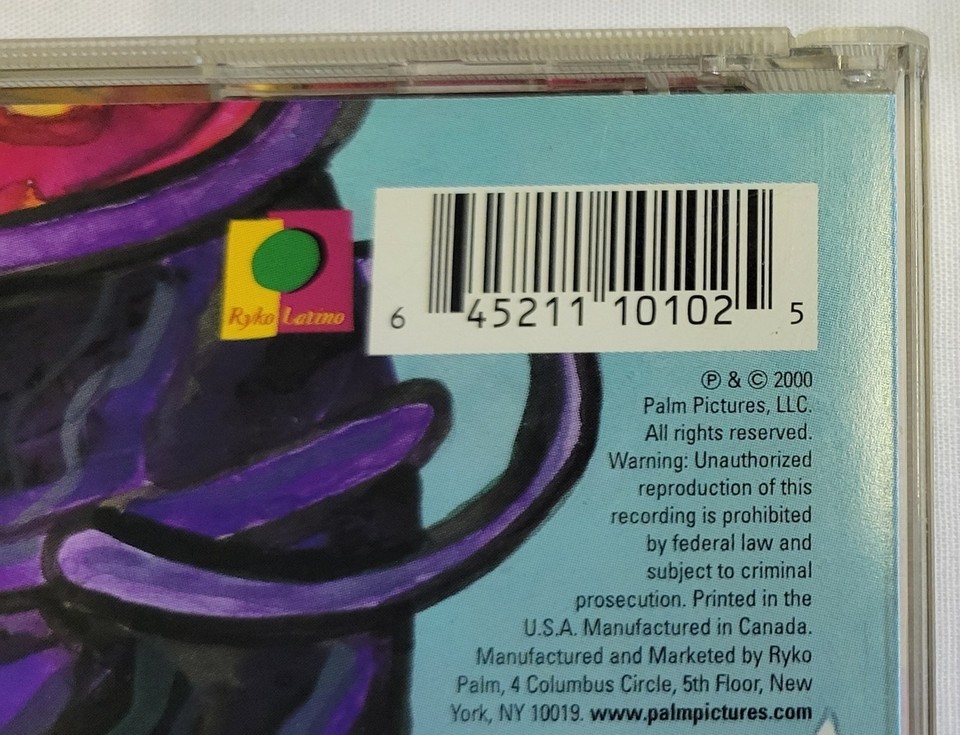 Ryko Latino
6 45211 10102 5
℗ & © 2000
Palm Pictures, LLC.
All rights reserved.
Warning: Unauthorized
reproduction of this
recording is prohibited
by federal law and
subject to criminal
prosecution. Printed in the
U.S.A. Manufactured in Canada.
Manufactured and Marketed by Ryko
Palm, 4 Columbus Circle, 5th Floor, New
York, NY 10019. www.palmpictures.com